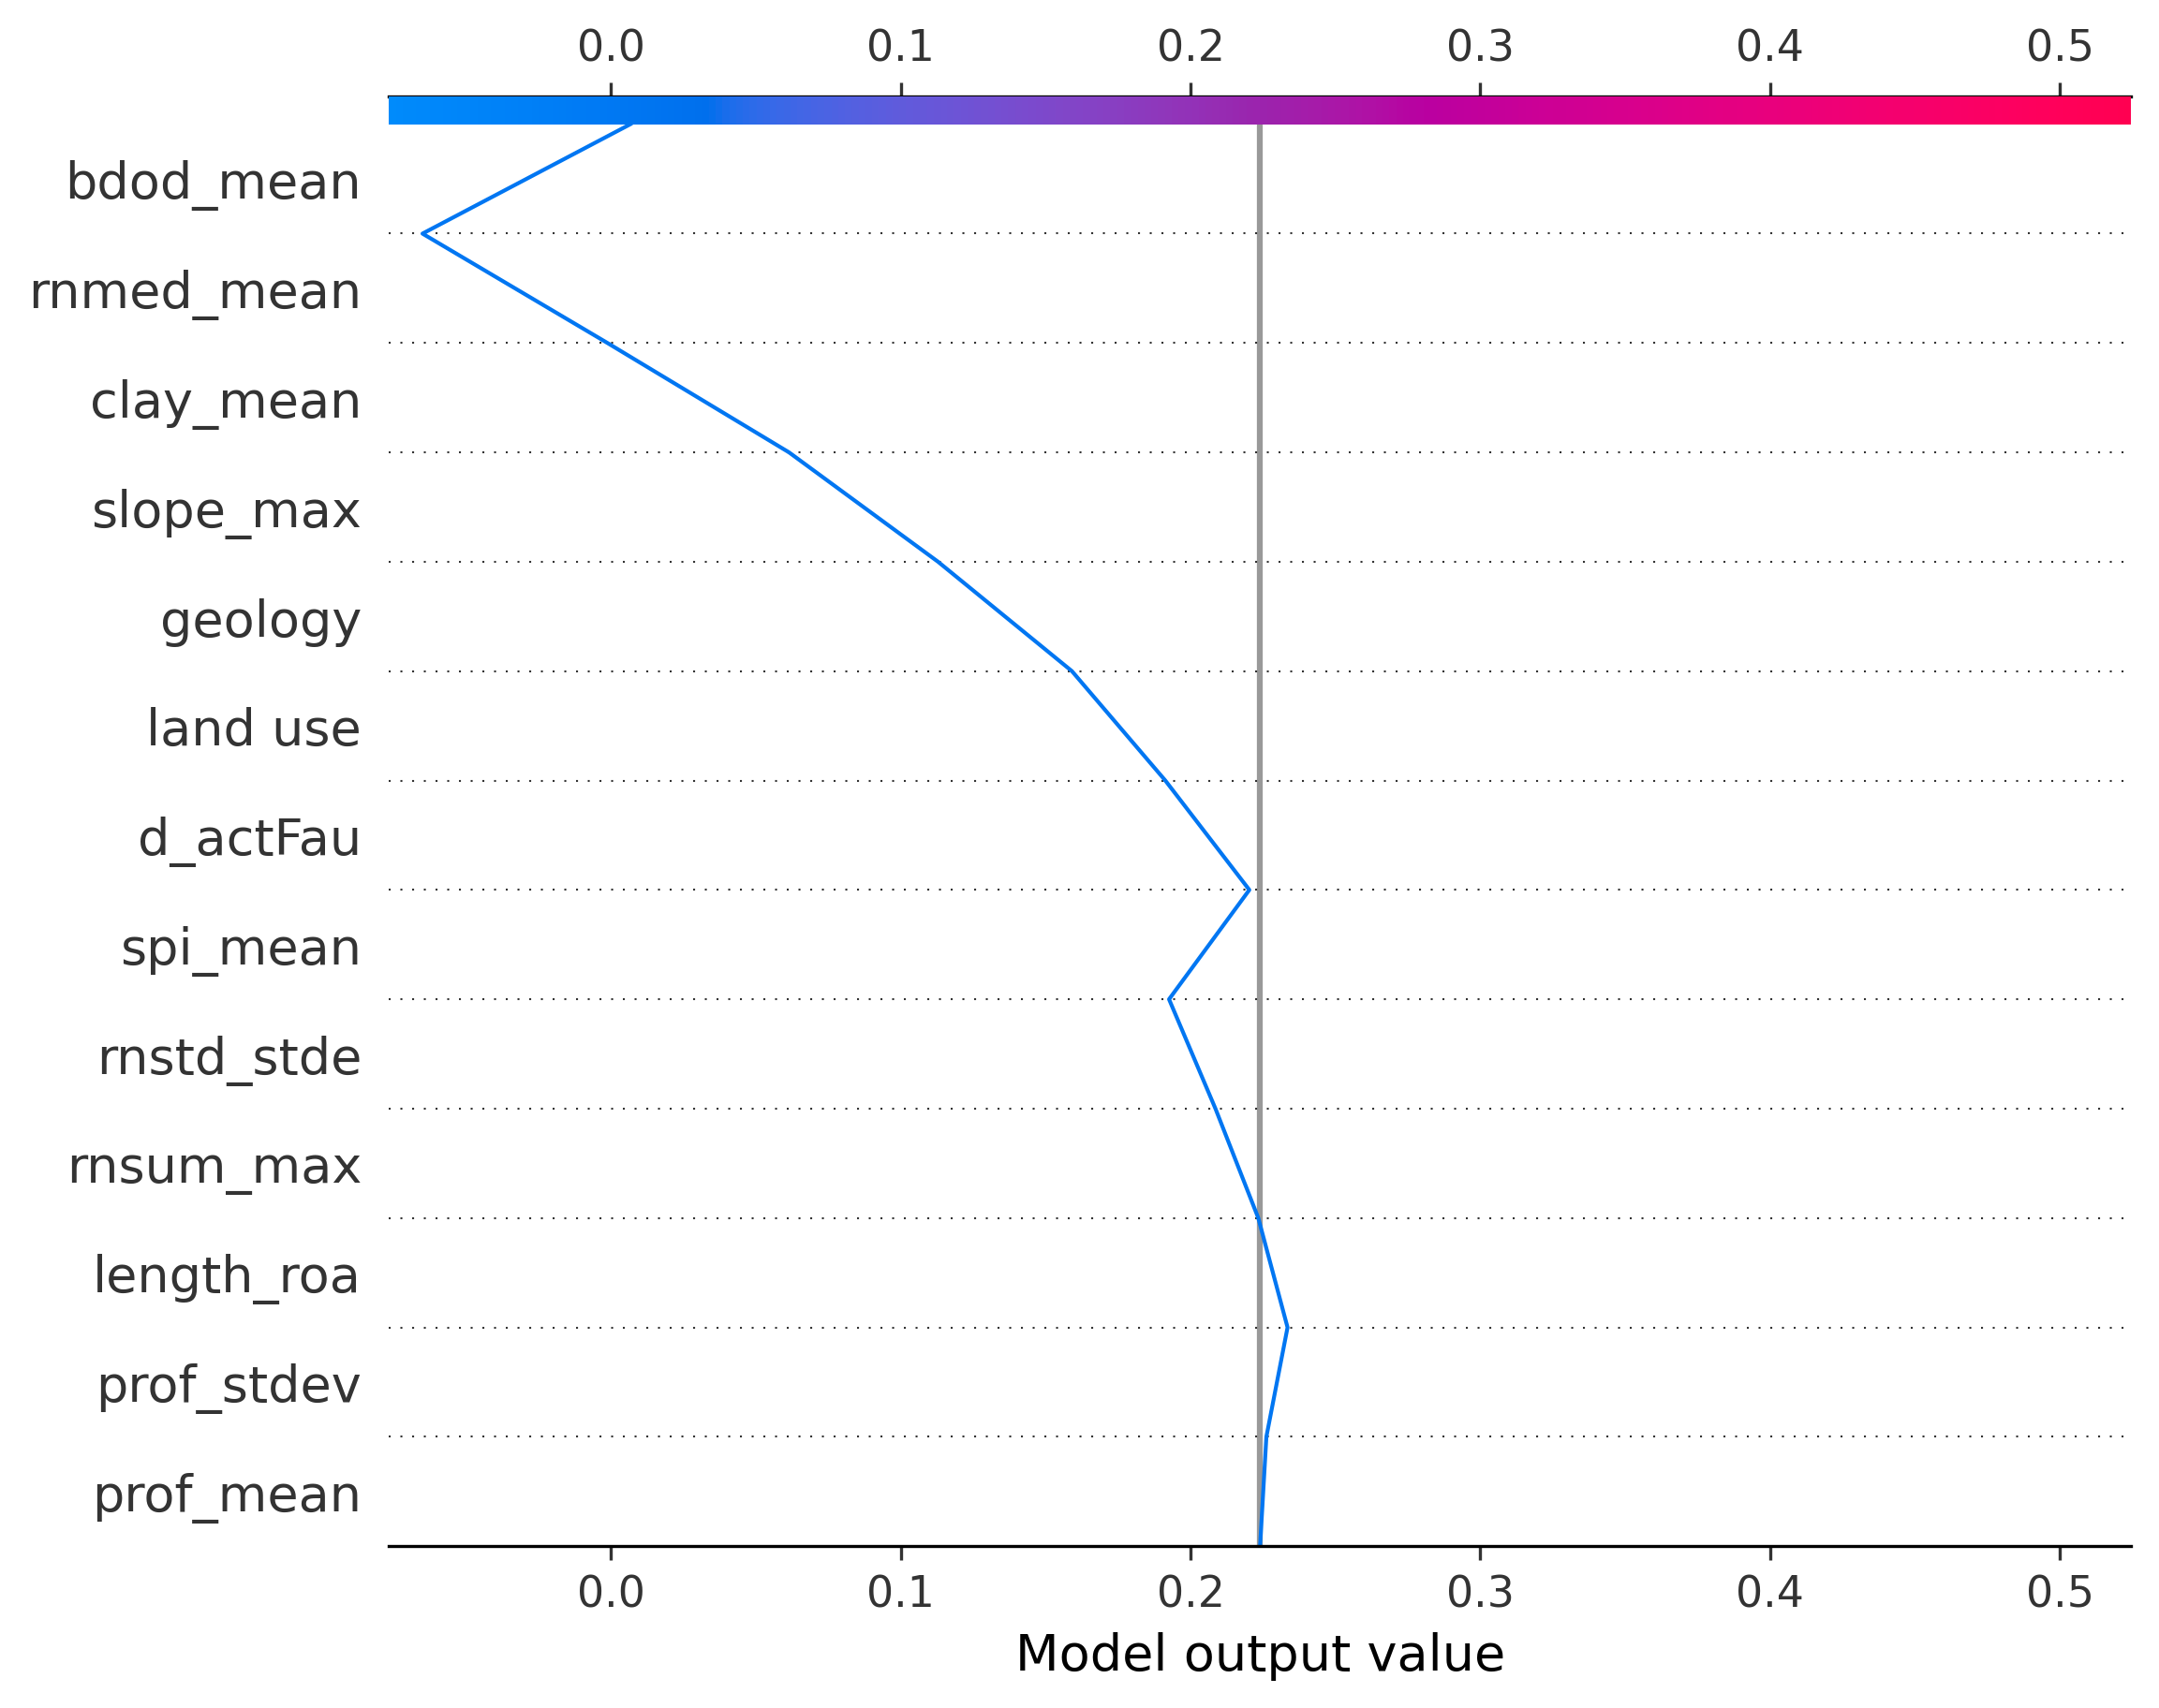 0.0 0.1 0.2 0.3 0.4 0.5
bdod_mean
rnmed_mean
clay_mean
slope_max
geology
land use
d_actFau
spi_mean
rnstd_stde
rnsum_max
length_roa
prof_stdev
prof_mean
0.0 0.1 0.2 0.3 0.4 0.5
Model output value